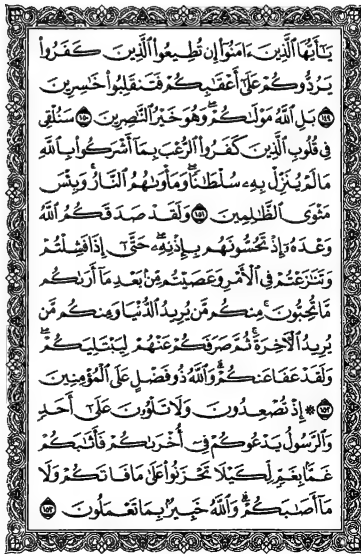 يَـٰٓأَيُّهَا ٱلَّذِينَ ءَامَنُوٓا۟ إِن تُطِيعُوا۟ ٱلَّذِينَ كَفَرُوا۟
يَرُدُّوكُمْ عَلَىٰٓ أَعْقَـٰبِكُمْ فَتَنقَلِبُوا۟ خَـٰسِرِينَ
١٤٩ بَلِ ٱللَّهُ مَوْلَىٰكُمْ ۖ وَهُوَ خَيْرُ ٱلنَّـٰصِرِينَ ١٥٠ سَنُلْقِى
فِى قُلُوبِ ٱلَّذِينَ كَفَرُوا۟ ٱلرُّعْبَ بِمَآ أَشْرَكُوا۟ بِٱللَّهِ
مَا لَمْ يُنَزِّلْ بِهِۦ سُلْطَـٰنًا ۖ وَمَأْوَىٰهُمُ ٱلنَّارُ ۚ وَبِئْسَ
مَثْوَى ٱلظَّـٰلِمِينَ ١٥١ وَلَقَدْ صَدَقَكُمُ ٱللَّهُ
وَعْدَهُۥٓ إِذْ تَحُسُّونَهُم بِإِذْنِهِۦ ۖ حَتَّىٰٓ إِذَا فَشِلْتُمْ
وَتَنَـٰزَعْتُمْ فِى ٱلْأَمْرِ وَعَصَيْتُم مِّنۢ بَعْدِ مَآ أَرَىٰكُم
مَّا تُحِبُّونَ ۚ مِنكُم مَّن يُرِيدُ ٱلدُّنْيَا وَمِنكُم مَّن
يُرِيدُ ٱلْـَٔاخِرَةَ ۚ ثُمَّ صَرَفَكُمْ عَنْهُمْ لِيَبْتَلِيَكُمْ ۖ
وَلَقَدْ عَفَا عَنكُمْ ۗ وَٱللَّهُ ذُو فَضْلٍ عَلَى ٱلْمُؤْمِنِينَ
١٥٢ ۞ إِذْ تُصْعِدُونَ وَلَا تَلْوُۥنَ عَلَىٰٓ أَحَدٍ
وَٱلرَّسُولُ يَدْعُوكُمْ فِىٓ أُخْرَىٰكُمْ فَأَثَـٰبَكُمْ
غَمًّۢا بِغَمٍّ لِّكَيْلَا تَحْزَنُوا۟ عَلَىٰ مَا فَاتَكُمْ وَلَا
مَآ أَصَـٰبَكُمْ ۗ وَٱللَّهُ خَبِيرٌۢ بِمَا تَعْمَلُونَ ١٥٣